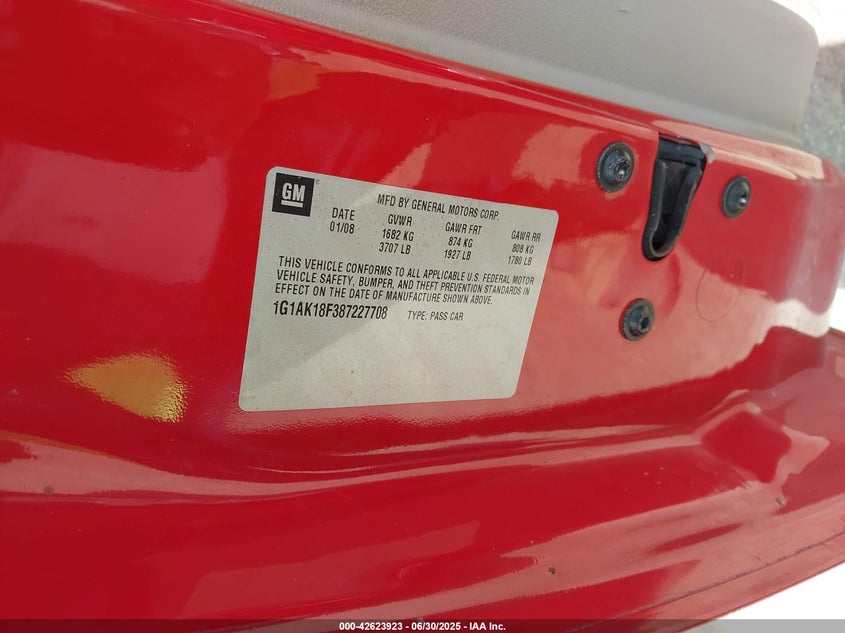 GM
MFD BY GENERAL MOTORS CORP.
DATE GVWR GAWR FRT GAWR RR
01/08 1682 KG 874 KG 808 KG
3707 LB 1927 LB 1780 LB
THIS VEHICLE CONFORMS TO ALL APPLICABLE U.S. FEDERAL MOTOR
VEHICLE SAFETY, BUMPER, AND THEFT PREVENTION STANDARDS IN
EFFECT ON THE DATE OF MANUFACTURE SHOWN ABOVE.
1G1AK18F387227708 TYPE: PASS CAR
000-42623923 - 06/30/2025 - IAA Inc.